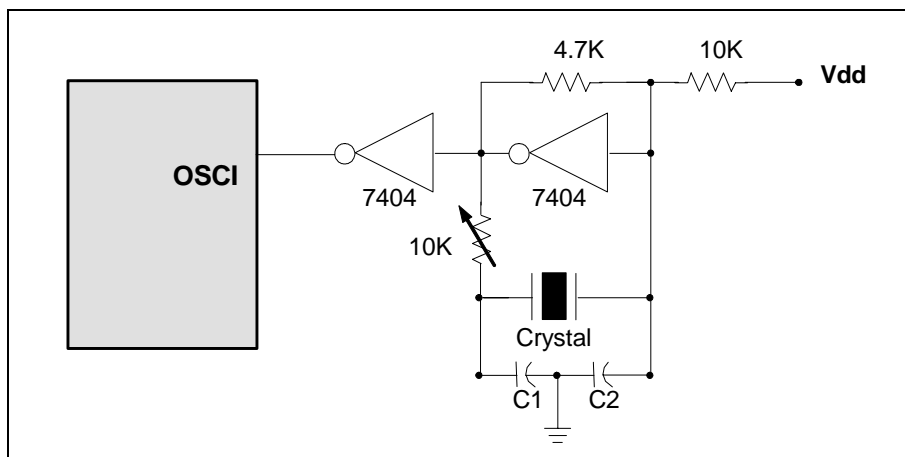 4.7K
10K
Vdd
OSCI
7404
7404
10K
Crystal
C1
C2